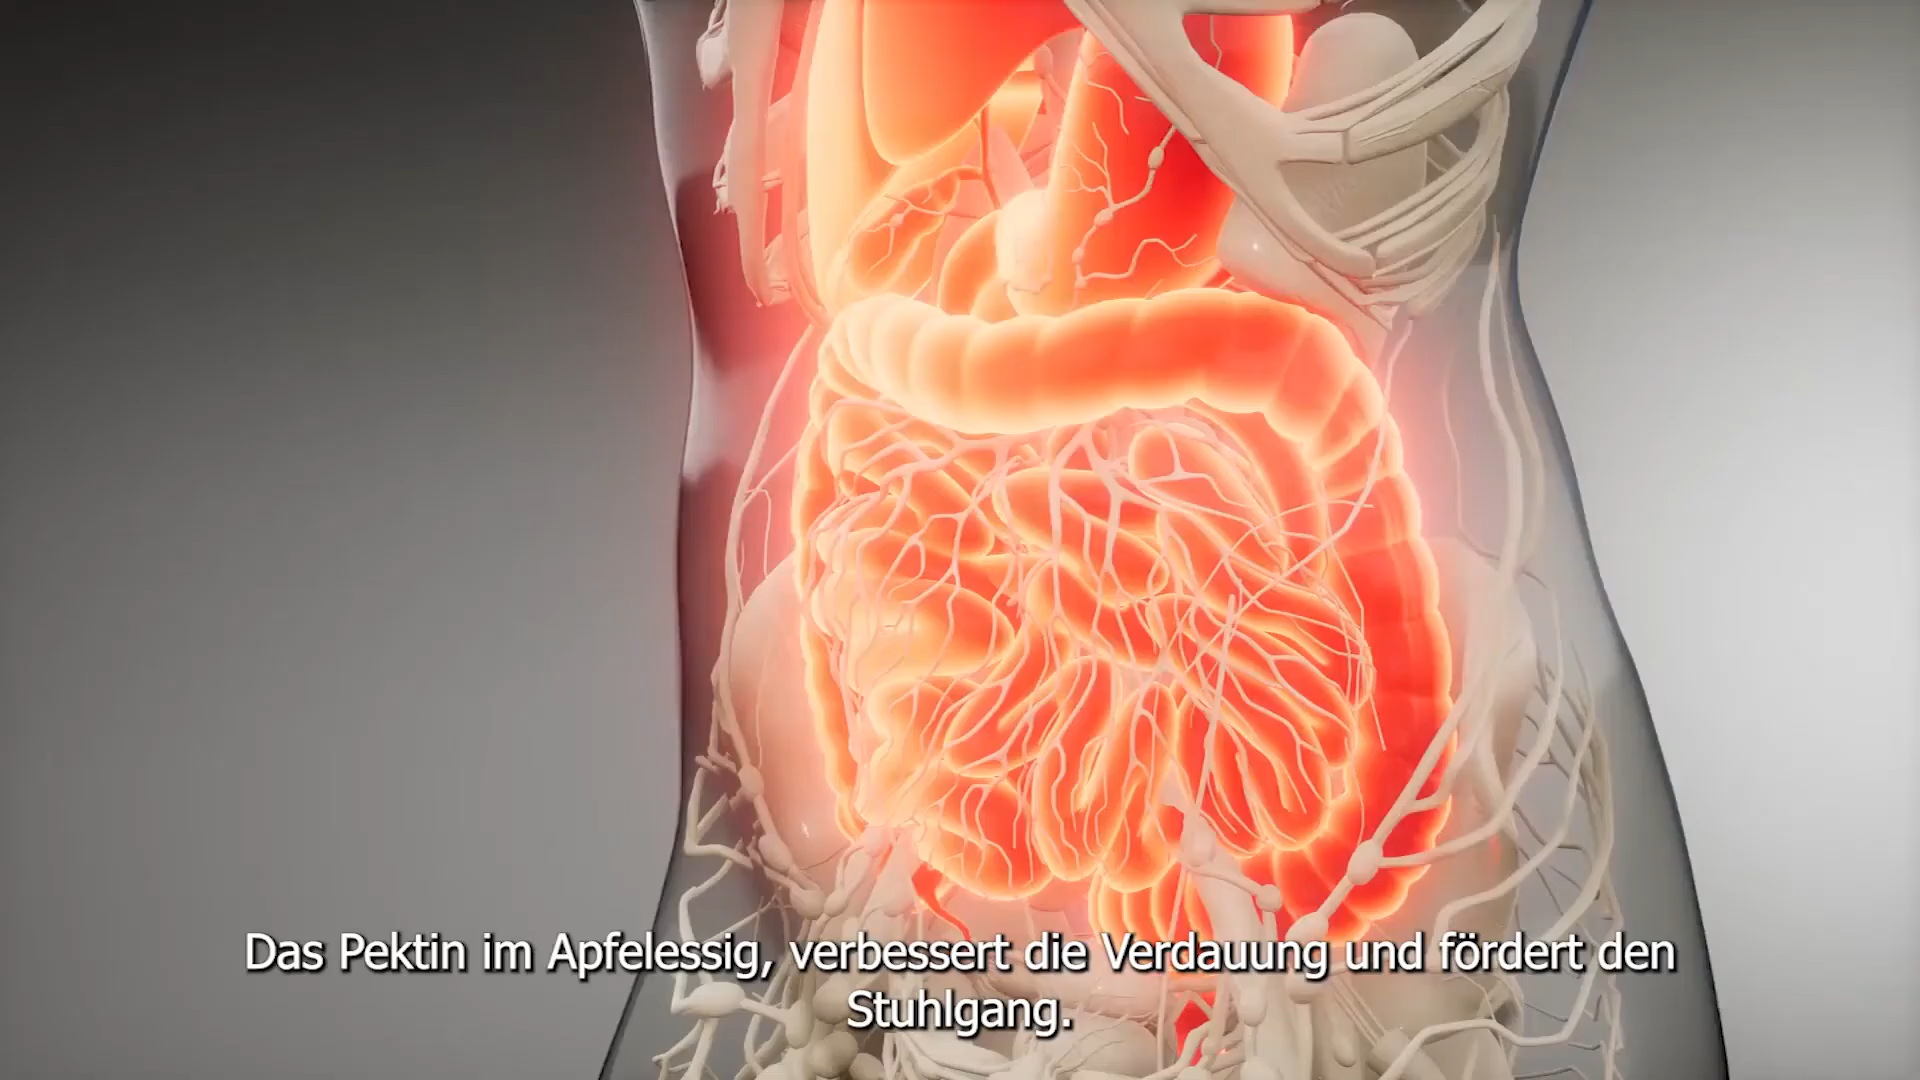 Das Pektin im Apfelessig, verbessert die Verdauung und fördert den
Stuhlgang.